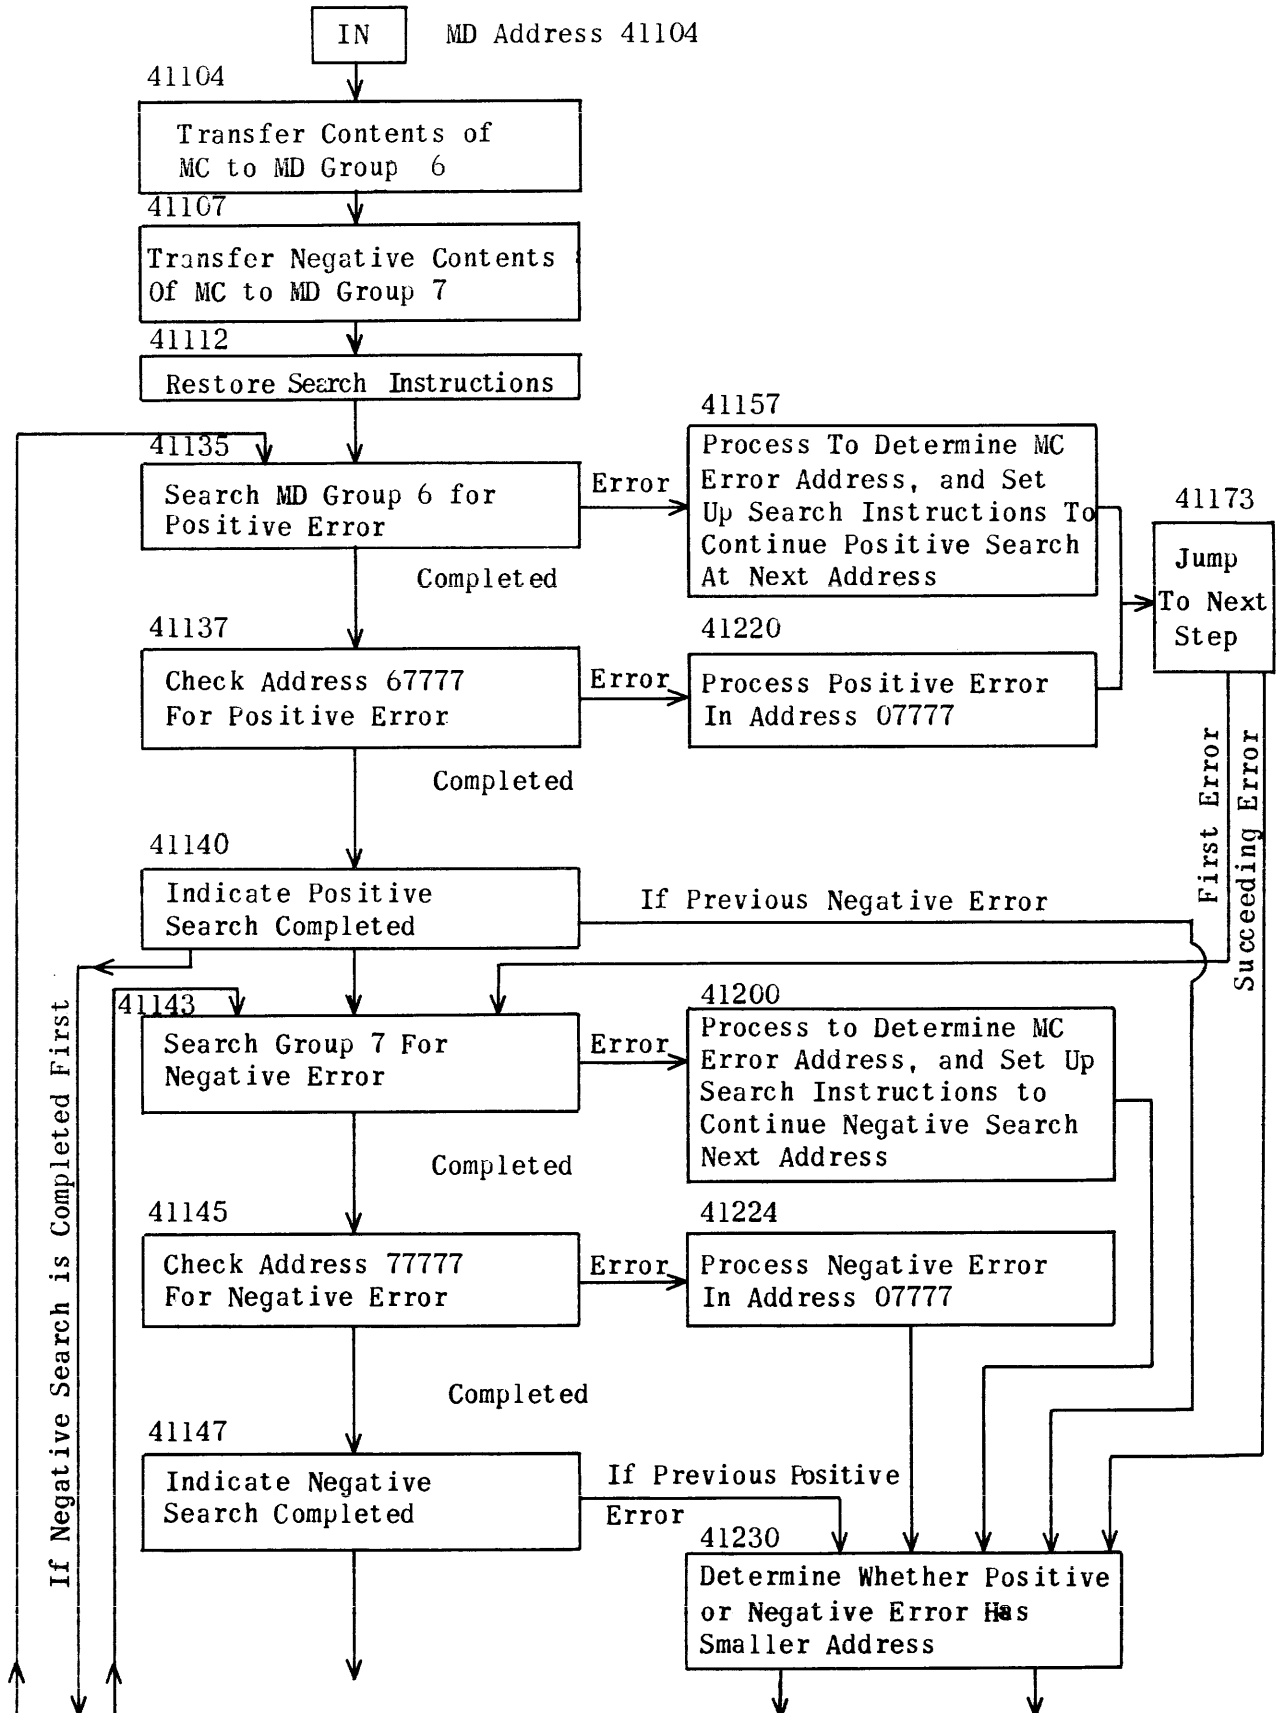 IN
MD Address 41104
41104
Transfer Contents of
MC to MD Group 6
41107
Transfer Negative Contents
Of MC to MD Group 7
41112
Restore Search Instructions
41135
Search MD Group 6 for
Positive Error
Error
41157
Process To Determine MC
Error Address, and Set
Up Search Instructions To
Continue Positive Search
At Next Address
41173
Jump
To Next
Step
Completed
41137
Check Address 67777
For Positive Error
Error
41220
Process Positive Error
In Address 07777
First Error
Succeeding Error
Completed
41140
Indicate Positive
Search Completed
If Previous Negative Error
If Negative Search is Completed First
41143
Search Group 7 For
Negative Error
Error
41200
Process to Determine MC
Error Address, and Set Up
Search Instructions to
Continue Negative Search
Next Address
Completed
41145
Check Address 77777
For Negative Error
Error
41224
Process Negative Error
In Address 07777
Completed
41147
Indicate Negative
Search Completed
If Previous Positive
Error
41230
Determine Whether Positive
or Negative Error Has
Smaller Address